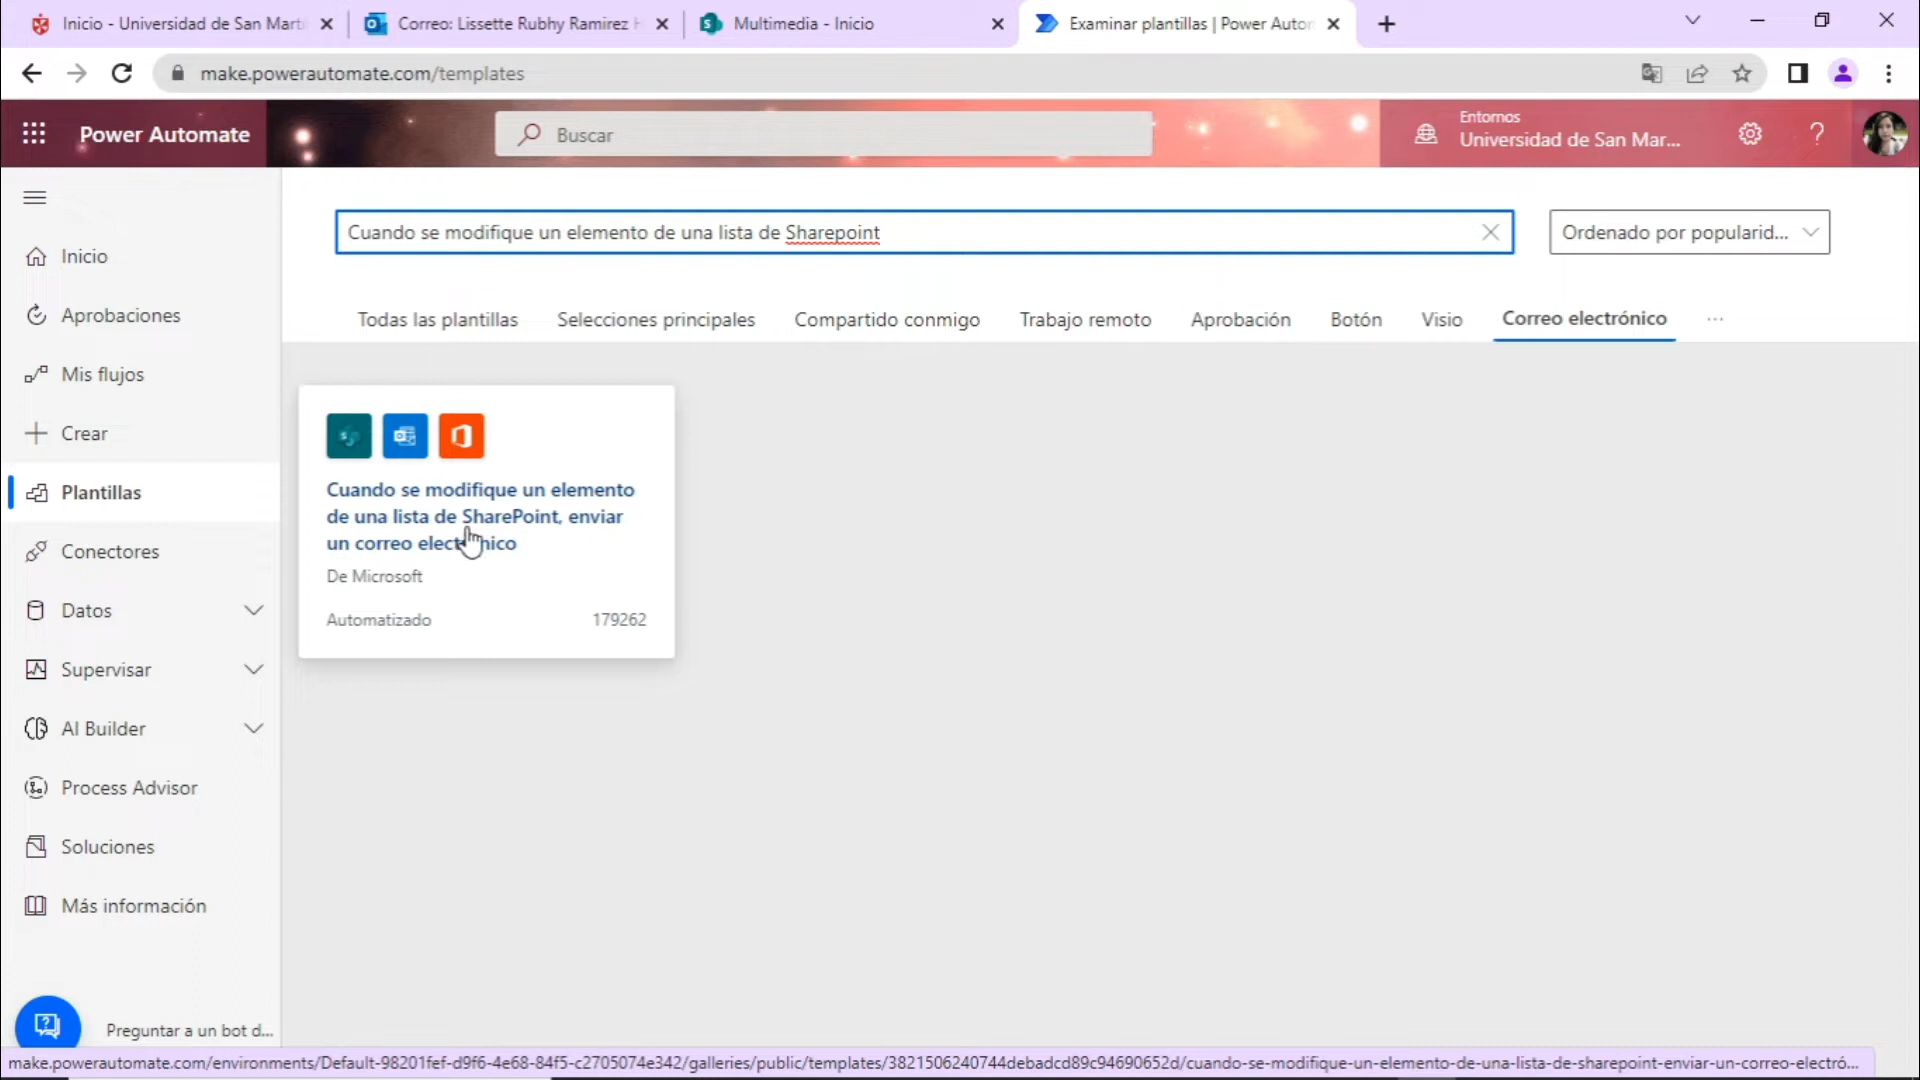 Inicio - Universidad de San Martí
Correo: Lissette Rubhy Ramirez H
Multimedia - Inicio
Examinar plantillas | Power Autom
make.powerautomate.com/templates
Power Automate
Buscar
Entornos
Universidad de San Mar...
Cuando se modifique un elemento de una lista de Sharepoint
Ordenado por popularid...
Inicio
Aprobaciones
Mis flujos
Crear
Plantillas
Conectores
Datos
Supervisar
AI Builder
Process Advisor
Soluciones
Más información
Preguntar a un bot d...
Todas las plantillas
Selecciones principales
Compartido conmigo
Trabajo remoto
Aprobación
Botón
Visio
Correo electrónico
Cuando se modifique un elemento
de una lista de SharePoint, enviar
un correo electrónico
De Microsoft
Automatizado
179262
make.powerautomate.com/environments/Default-98201fef-d9f6-4e68-84f5-c2705074e342/galleries/public/templates/3821506240744debadcd89c94690652d/cuando-se-modifique-un-elemento-de-una-lista-de-sharepoint-enviar-un-correo-electró...